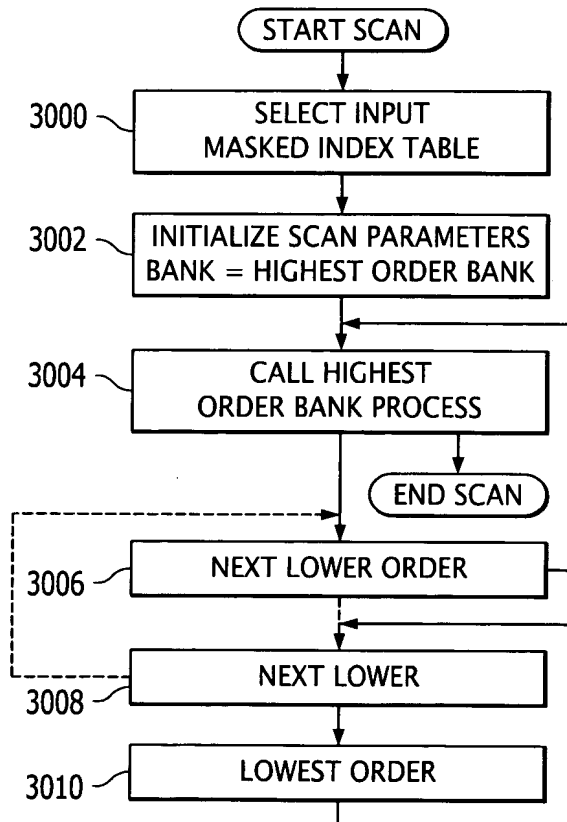 START SCAN
3000
SELECT INPUT
MASKED INDEX TABLE
3002
INITIALIZE SCAN PARAMETERS
BANK = HIGHEST ORDER BANK
3004
CALL HIGHEST
ORDER BANK PROCESS
END SCAN
3006
NEXT LOWER ORDER
3008
NEXT LOWER
3010
LOWEST ORDER